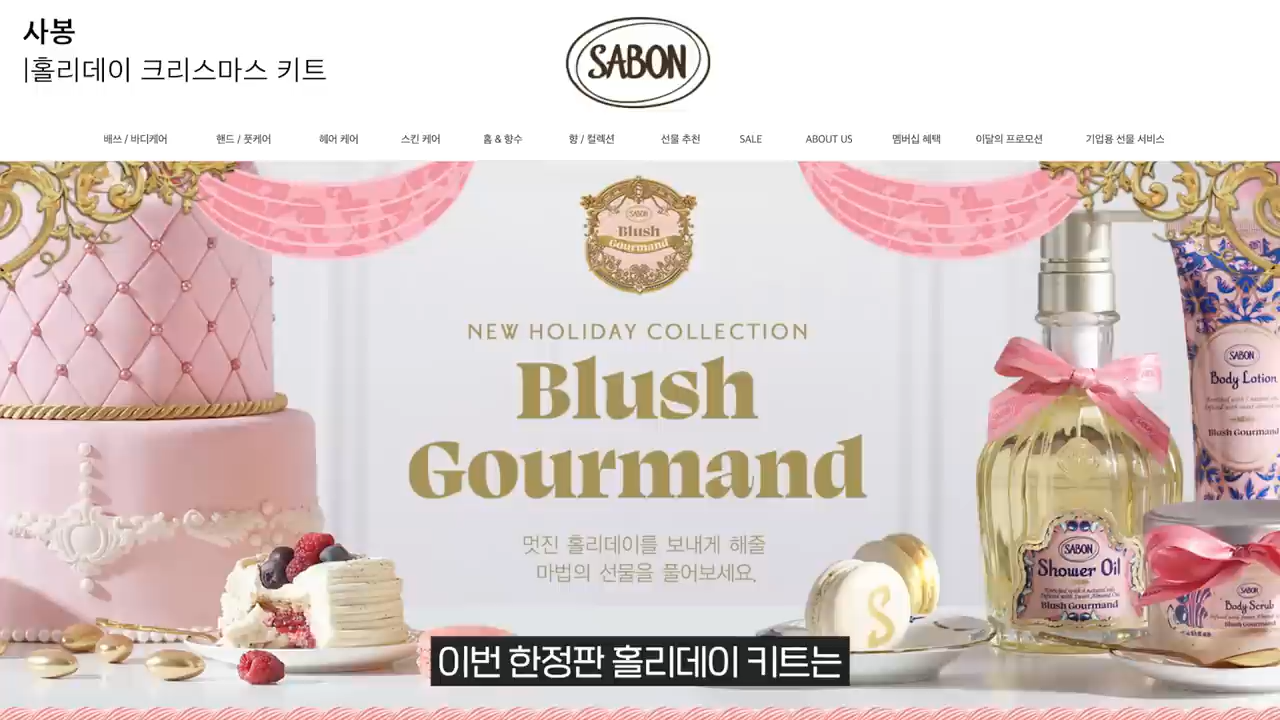 사봉
|홀리데이 크리스마스 키트
SABON
배쓰 / 바디케어 핸드 / 풋케어 헤어 케어 스킨 케어 홈 & 향수 향 / 컬렉션 선물 추천 SALE ABOUT US 멤버십 혜택 이달의 프로모션 기업용 선물 서비스
SABON
Blush
Gourmand
NEW HOLIDAY COLLECTION
Blush
Gourmand
멋진 홀리데이를 보내게 해줄
마법의 선물을 풀어보세요.
S
SABON
SABON
Shower Oil
Blush Gourmand
SABON
Body Lotion
Blush Gourmand
SABON
Body Scrub
이번 한정판 홀리데이 키트는